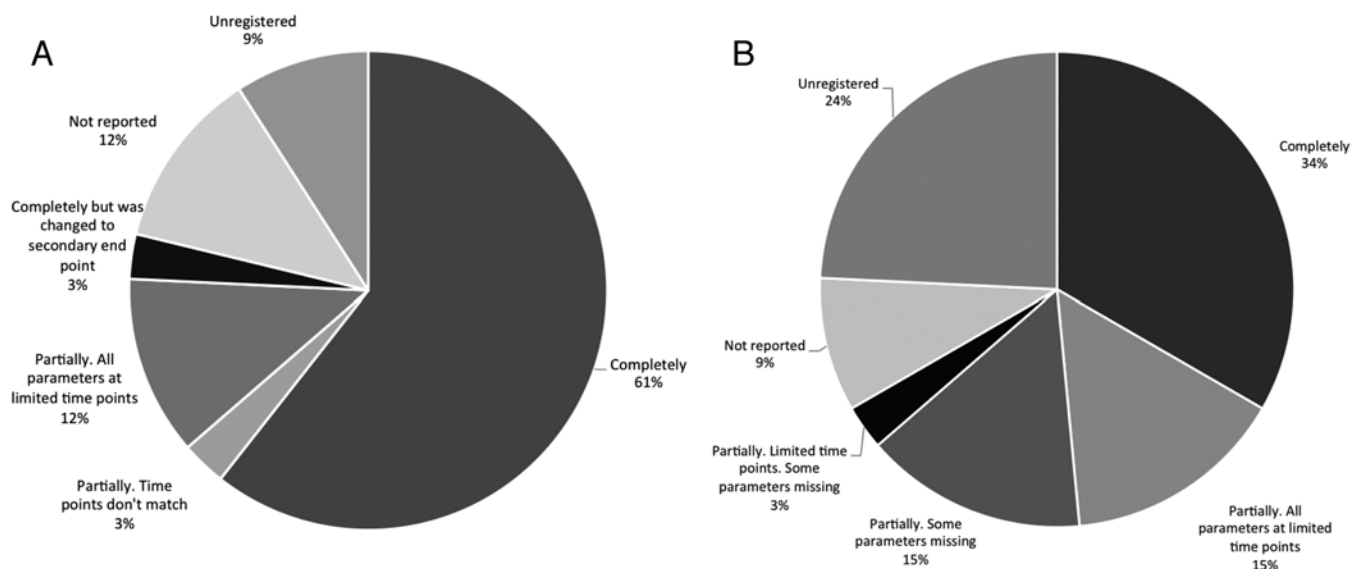 A
Unregistered
9%
Not reported
12%
Completely but was
changed to
secondary end
point
3%
Partially. All
parameters at
limited time points
12%
Partially. Time
points don't match
3%
Completely
61%
B
Unregistered
24%
Completely
34%
Not reported
9%
Partially. Limited time
points. Some
parameters missing
3%
Partially. Some
parameters missing
15%
Partially. All
parameters at limited
time points
15%